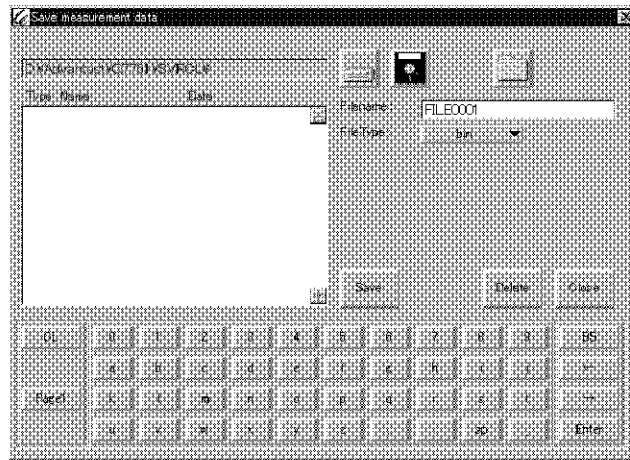 Save measurement data
Type Name Date
Filename FILE0001
File Type bin
Save Delete Close
CL 0 1 2 3 4 5 6 7 8 9 BS
a b c d e f g h i j ←
Page1 k l m n o p q r s t →
u v w x y z sp Enter